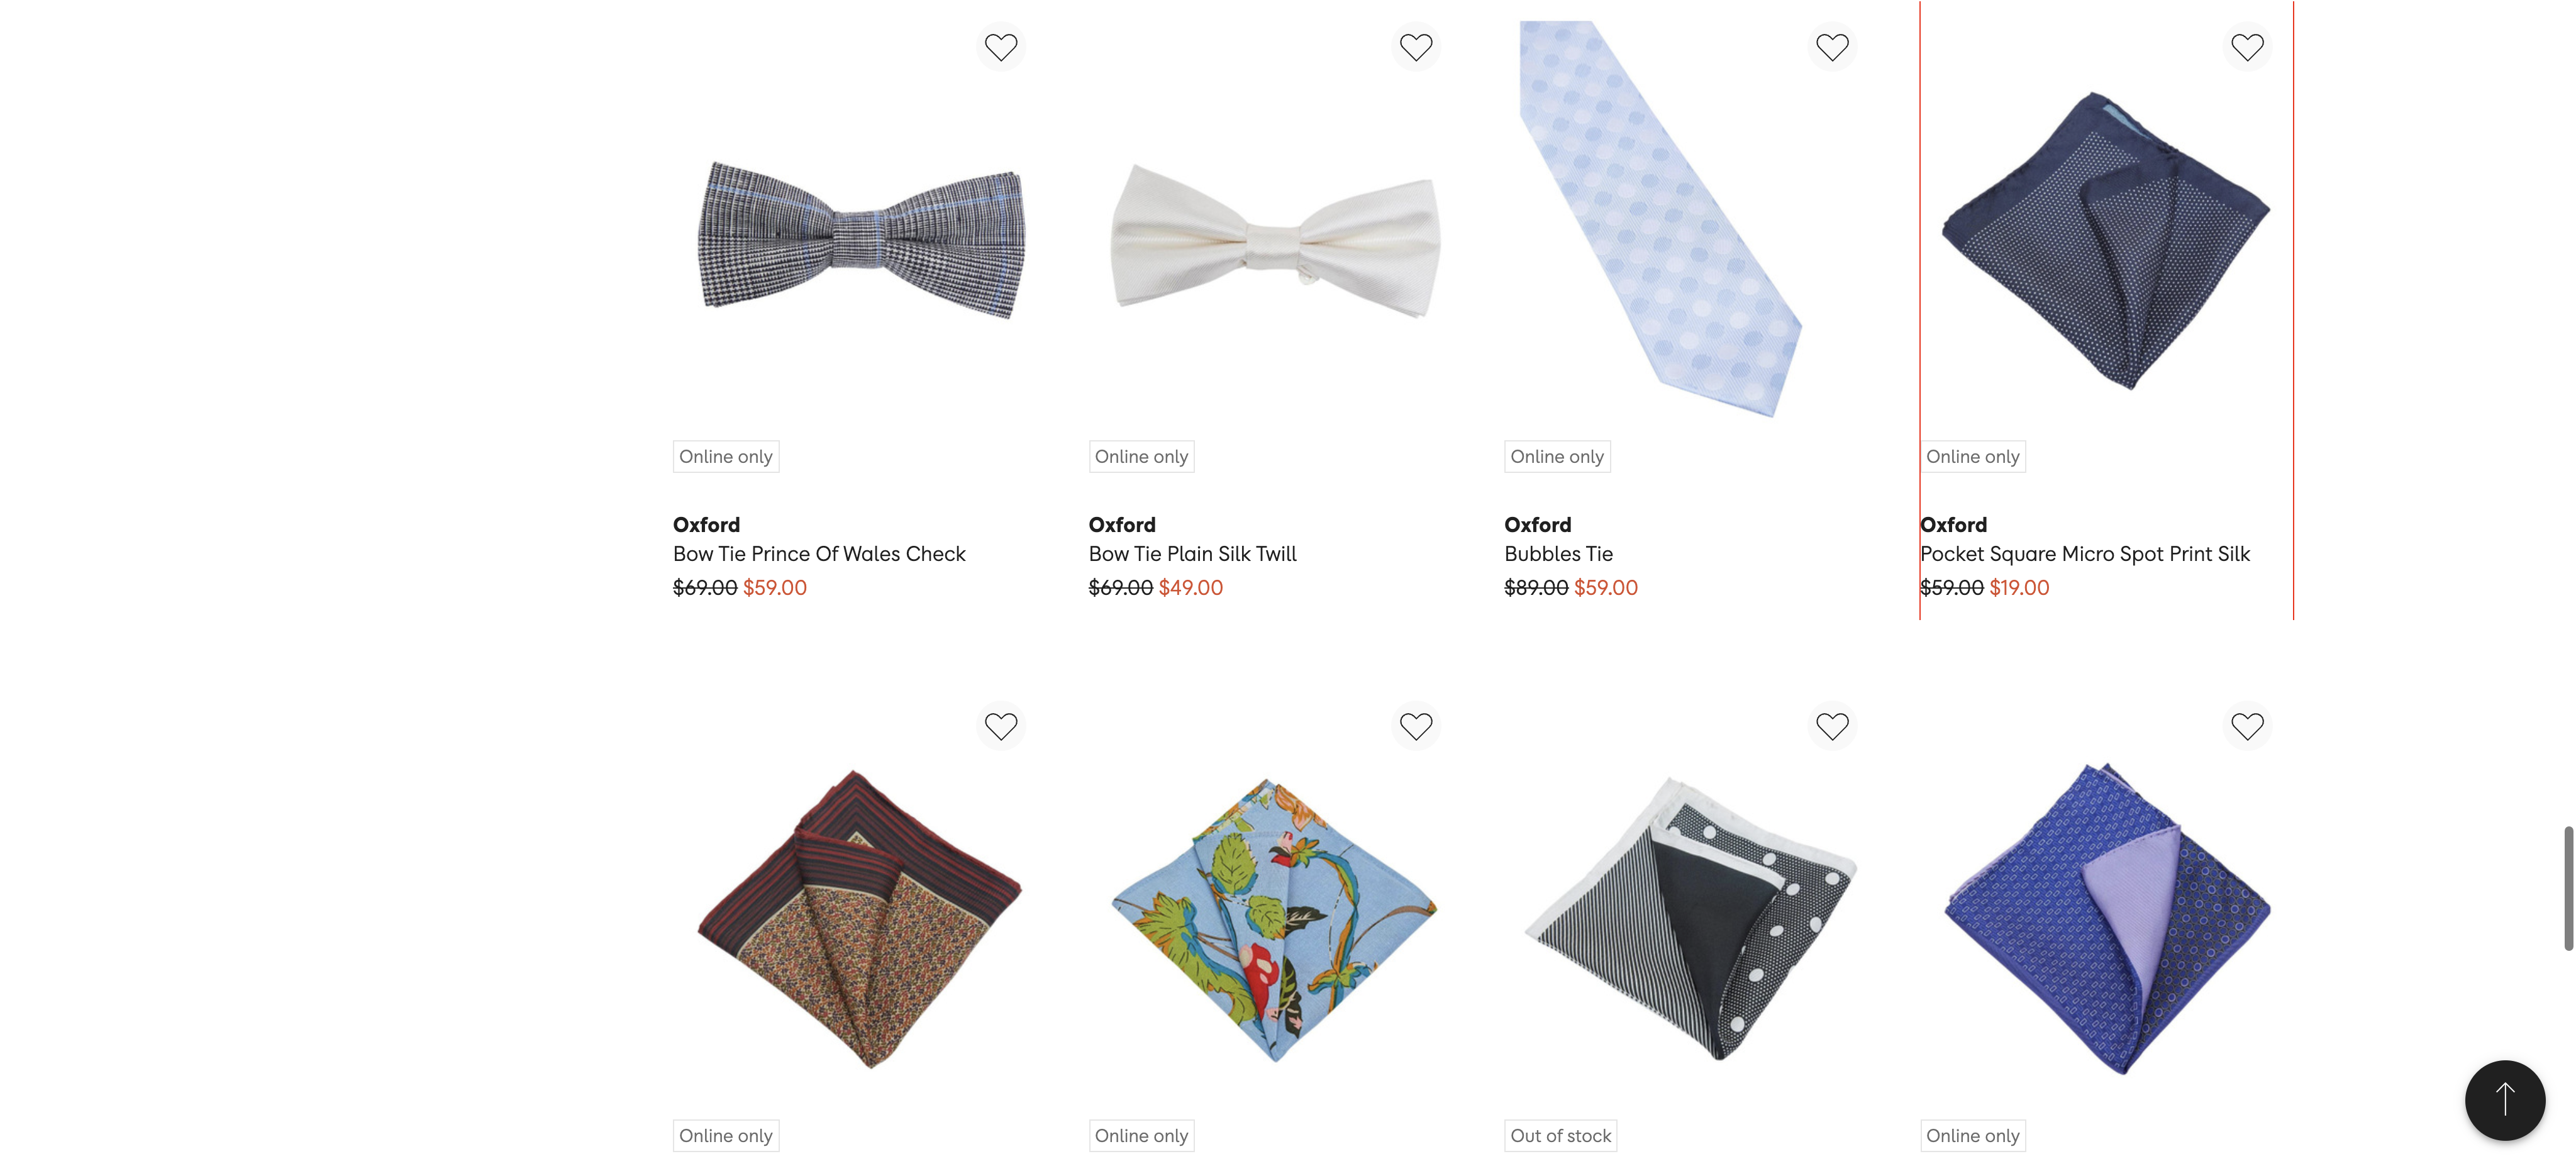 Online only
Online only
Online only
Online only
Oxford
Bow Tie Prince Of Wales Check
$69.00 $59.00
Oxford
Bow Tie Plain Silk Twill
$69.00 $49.00
Oxford
Bubbles Tie
$89.00 $59.00
Oxford
Pocket Square Micro Spot Print Silk
$59.00 $19.00
Online only
Online only
Out of stock
Online only